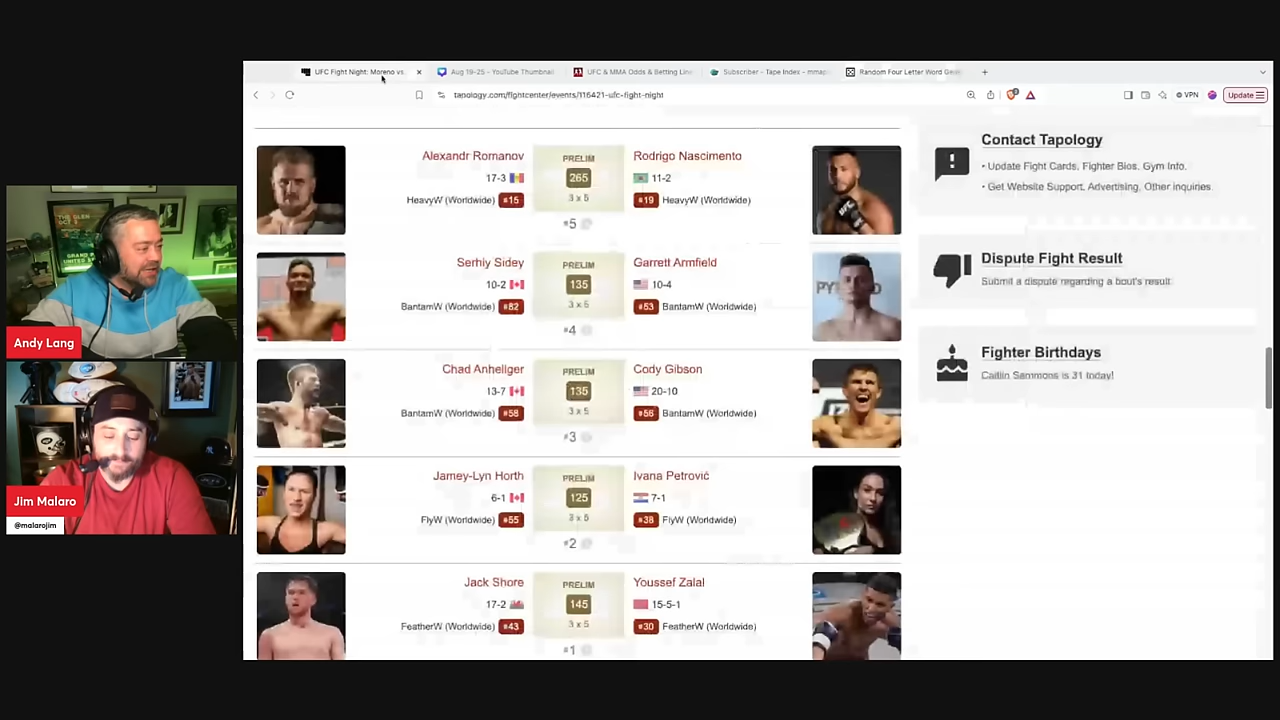 UFC Fight Night: Moreno vs.
Aug 19-25 - YouTube Thumbnail
UFC & MMA Odds & Betting Line
Subscriber - Tape Index - mmap
Random Four Letter Word Gene
tapology.com/fightcenter/events/116421-ufc-fight-night
VPN
Update
Alexandr Romanov
17-3
HeavyW (Worldwide) #15
PRELIM
265
3 x 5
#5
Rodrigo Nascimento
11-2
#19 HeavyW (Worldwide)
Serhiy Sidey
10-2
BantamW (Worldwide) #82
PRELIM
135
3 x 5
#4
Garrett Armfield
10-4
#53 BantamW (Worldwide)
Chad Anheliger
13-7
BantamW (Worldwide) #58
PRELIM
135
3 x 5
#3
Cody Gibson
20-10
#56 BantamW (Worldwide)
Jamey-Lyn Horth
6-1
FlyW (Worldwide) #55
PRELIM
125
3 x 5
#2
Ivana Petrović
7-1
#38 FlyW (Worldwide)
Jack Shore
17-2
FeatherW (Worldwide) #43
PRELIM
145
3 x 5
#1
Youssef Zalal
15-5-1
#30 FeatherW (Worldwide)
Contact Tapology
• Update Fight Cards, Fighter Bios, Gym Info.
• Get Website Support, Advertising, Other inquiries.
Dispute Fight Result
Submit a dispute regarding a bout's result
Fighter Birthdays
Caitlin Sammons is 31 today!
Andy Lang
Jim Malaro
@malarojim